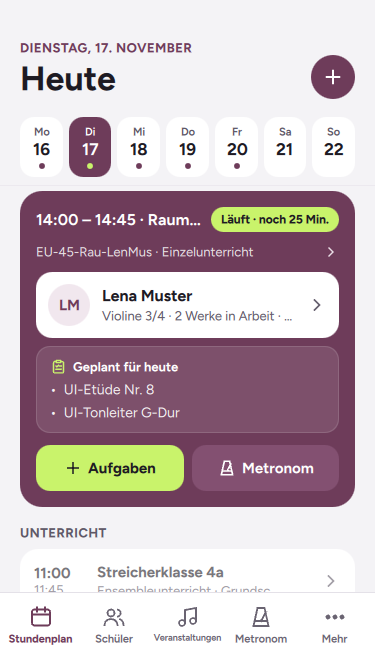 DIENSTAG, 17. NOVEMBER
Heute
Mo Di Mi Do Fr Sa So
16 17 18 19 20 21 22
14:00 – 14:45 · Raum... Läuft · noch 25 Min.
EU-45-Rau-LenMus · Einzelunterricht
LM Lena Muster
Violine 3/4 · 2 Werke in Arbeit · ...
Geplant für heute
• UI-Etüde Nr. 8
• UI-Tonleiter G-Dur
Aufgaben Metronom
UNTERRICHT
11:00 Streicherklasse 4a
11:45 Ensembleunterricht · Grundsc
Stundenplan Schüler Veranstaltungen Metronom Mehr